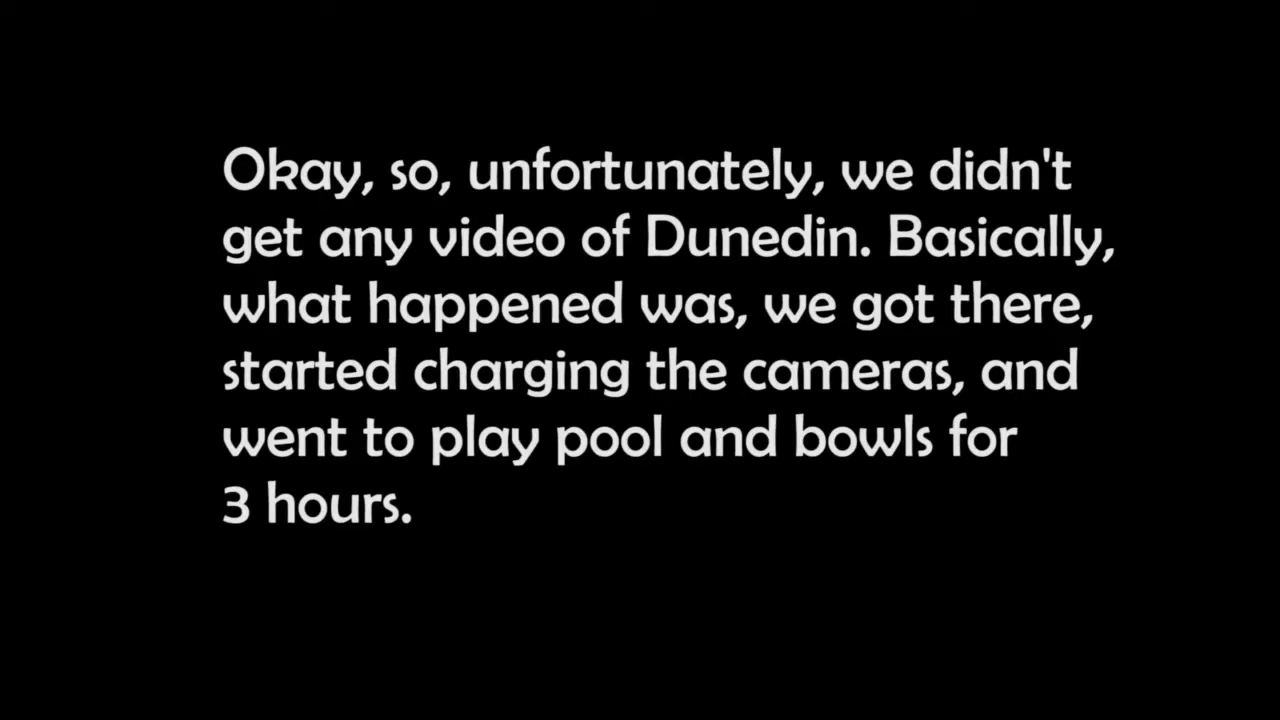 Okay, so, unfortunately, we didn't
get any video of Dunedin. Basically,
what happened was, we got there,
started charging the cameras, and
went to play pool and bowls for
3 hours.